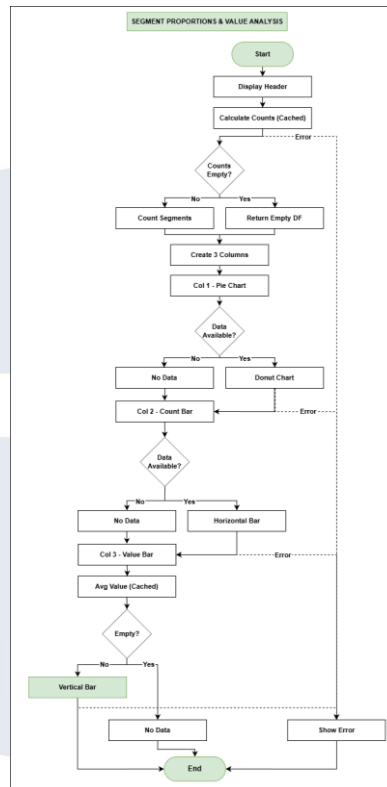 SEGMENT PROPORTIONS & VALUE ANALYSIS
Start
Display Header
Calculate Counts (Cached)
Error
Counts
Empty?
No
Yes
Count Segments
Return Empty DF
Create 3 Columns
Col 1 - Pie Chart
Data
Available?
No
Yes
No Data
Donut Chart
Col 2 - Count Bar
Error
Data
Available?
No
Yes
No Data
Horizontal Bar
Col 3 - Value Bar
Error
Avg Value (Cached)
Empty?
No
Yes
Vertical Bar
No Data
Show Error
End